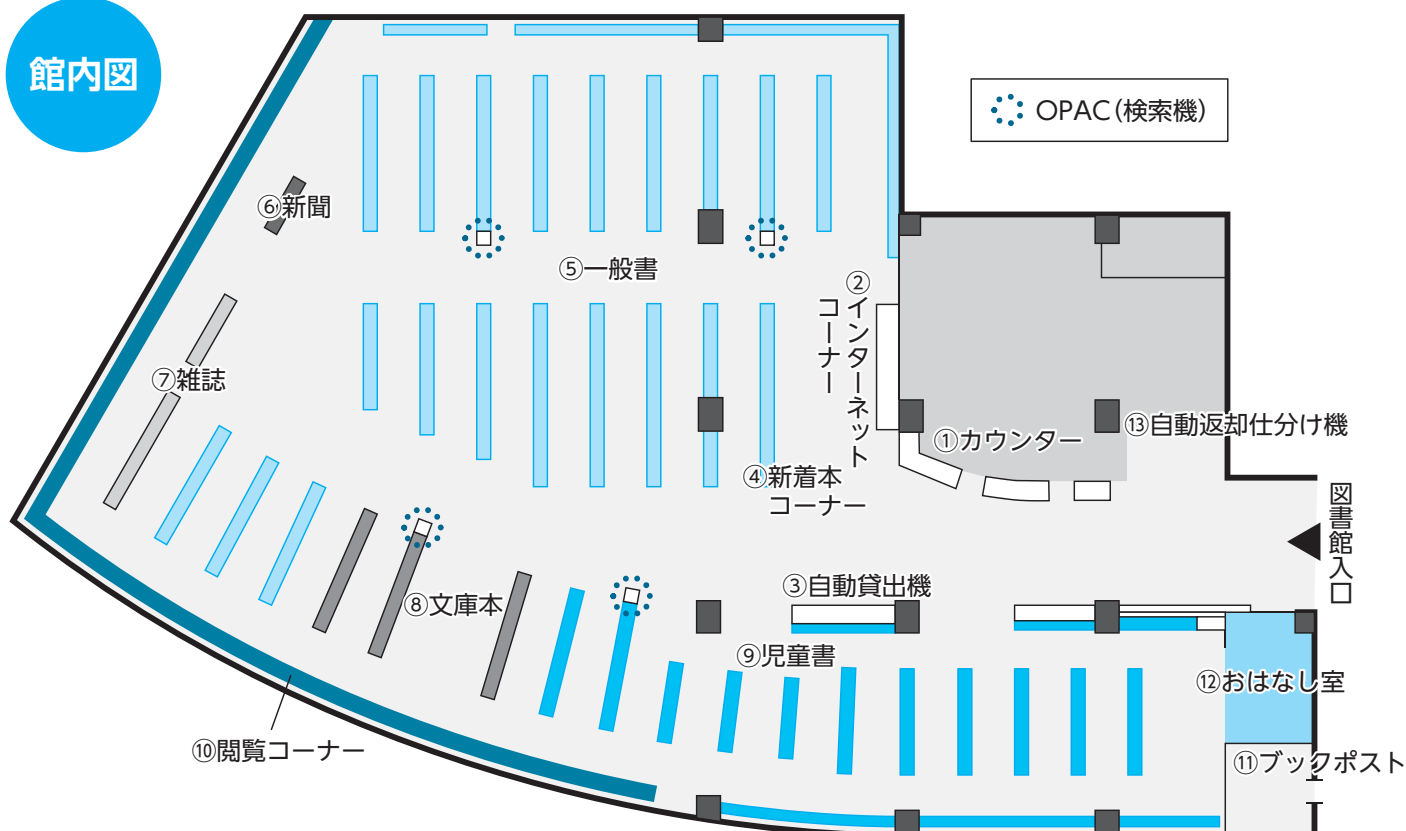 館内図
OPAC(検索機)
⑥新聞
⑤一般書
②インターネット
コーナー
⑦雑誌
①カウンター
⑬自動返却仕分け機
④新着本
コーナー
図書館入口
③自動貸出機
⑧文庫本
⑨児童書
⑫おはなし室
⑩閲覧コーナー
⑪ブックポスト